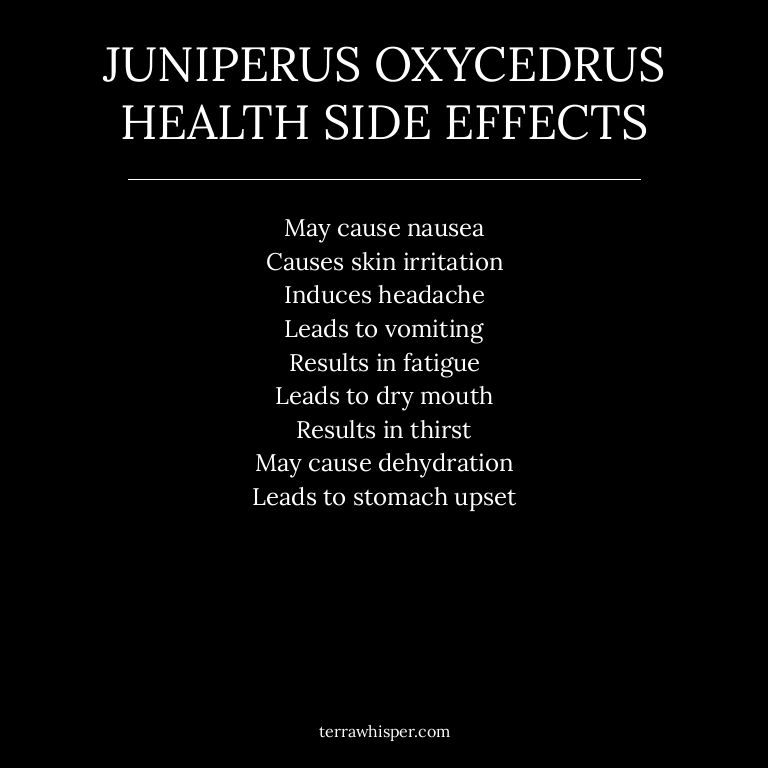 JUNIPERUS OXYCEDRUS
HEALTH SIDE EFFECTS
May cause nausea
Causes skin irritation
Induces headache
Leads to vomiting
Results in fatigue
Leads to dry mouth
Results in thirst
May cause dehydration
Leads to stomach upset
terrawhisper.com